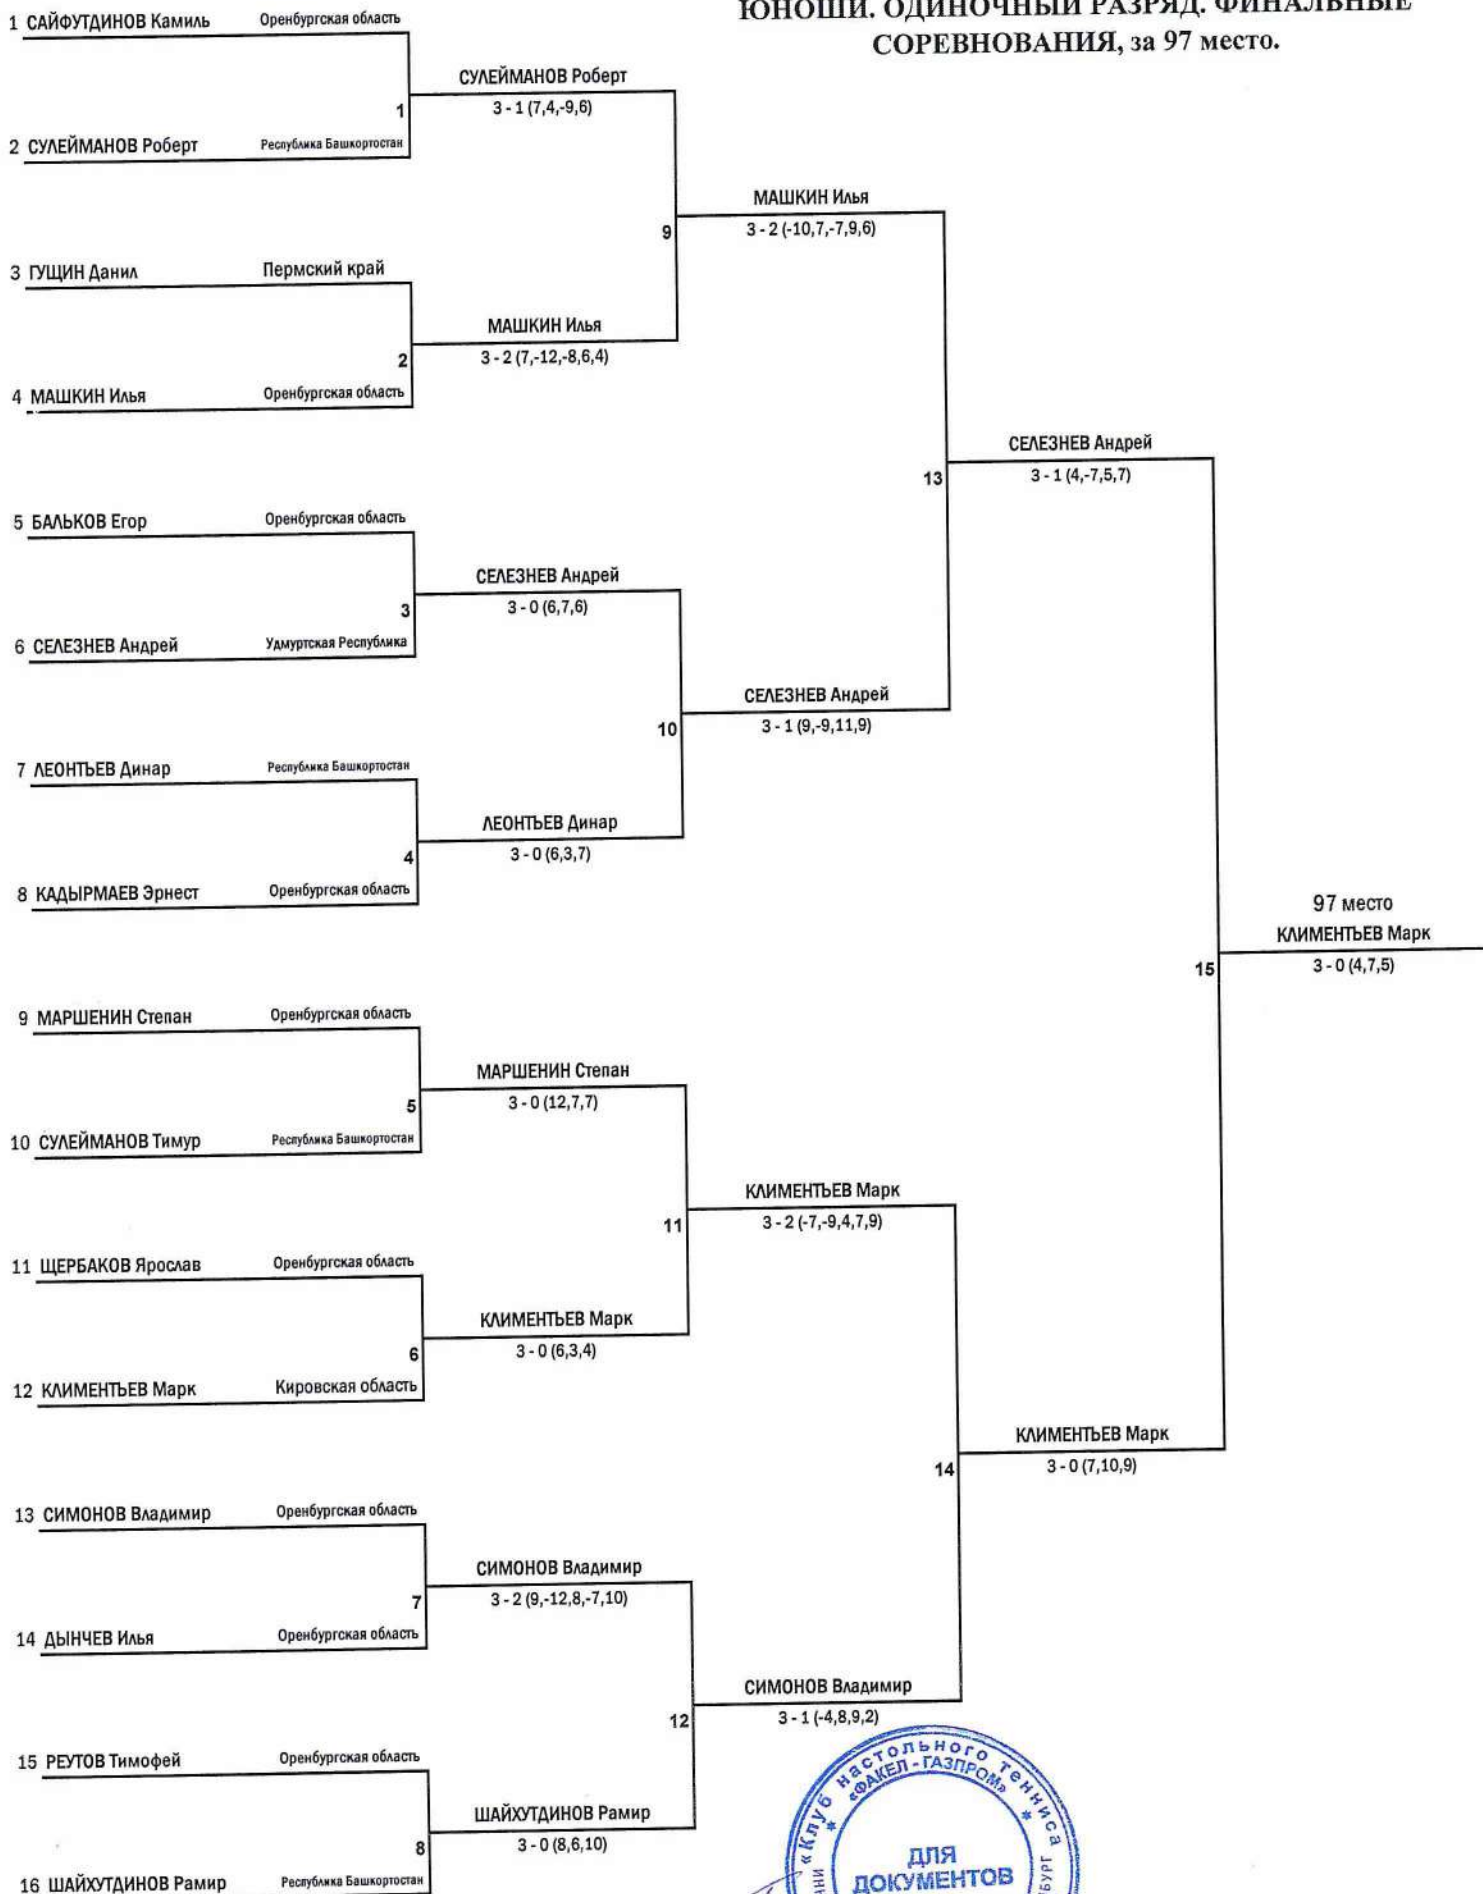 ЮНОШИ. ОДИНОЧНЫЙ РАЗРЯД. ФИНАЛЬНЫЕ
СОРЕВНОВАНИЯ, за 97 место.
1 САЙФУТДИНОВ Камиль Оренбургская область
СУЛЕЙМАНОВ Роберт
3 - 1 (7,4,-9,6)
1
2 СУЛЕЙМАНОВ Роберт Республика Башкортостан
МАШКИН Илья
3 - 2 (-10,7,-7,9,6)
9
3 ГУЩИН Данил Пермский край
МАШКИН Илья
3 - 2 (7,-12,-8,6,4)
2
4 МАШКИН Илья Оренбургская область
СЕЛЕЗНЕВ Андрей
3 - 1 (4,-7,5,7)
13
5 БАЛЬКОВ Егор Оренбургская область
СЕЛЕЗНЕВ Андрей
3 - 0 (6,7,6)
3
6 СЕЛЕЗНЕВ Андрей Удмуртская Республика
СЕЛЕЗНЕВ Андрей
3 - 1 (9,-9,11,9)
10
7 ЛЕОНТЬЕВ Динар Республика Башкортостан
ЛЕОНТЬЕВ Динар
3 - 0 (6,3,7)
4
8 КАДЫРМАЕВ Эрнест Оренбургская область
97 место
КЛИМЕНТЬЕВ Марк
3 - 0 (4,7,5)
15
9 МАРШЕНИН Степан Оренбургская область
МАРШЕНИН Степан
3 - 0 (12,7,7)
5
10 СУЛЕЙМАНОВ Тимур Республика Башкортостан
КЛИМЕНТЬЕВ Марк
3 - 2 (-7,-9,4,7,9)
11
11 ЩЕРБАКОВ Ярослав Оренбургская область
КЛИМЕНТЬЕВ Марк
3 - 0 (6,3,4)
6
12 КЛИМЕНТЬЕВ Марк Кировская область
КЛИМЕНТЬЕВ Марк
3 - 0 (7,10,9)
14
13 СИМОНОВ Владимир Оренбургская область
СИМОНОВ Владимир
3 - 2 (9,-12,8,-7,10)
7
14 ДЫНЧЕВ Илья Оренбургская область
СИМОНОВ Владимир
3 - 1 (-4,8,9,2)
12
15 РЕУТОВ Тимофей Оренбургская область
ШАЙХУТДИНОВ Рамир
3 - 0 (8,6,10)
8
16 ШАЙХУТДИНОВ Рамир Республика Башкортостан
«Клуб настольного тенниса
«ФАКЕЛ - ГАЗПРОМ»
ДЛЯ
ДОКУМЕНТОВ